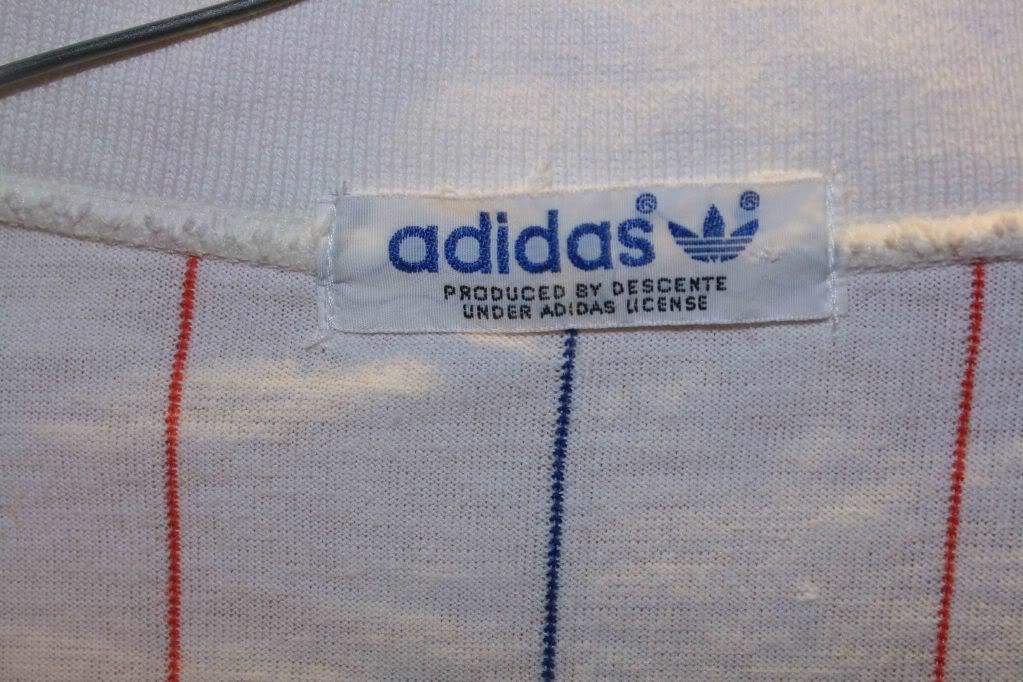 adidas® ®
PRODUCED BY DESCENTE
UNDER ADIDAS LICENSE